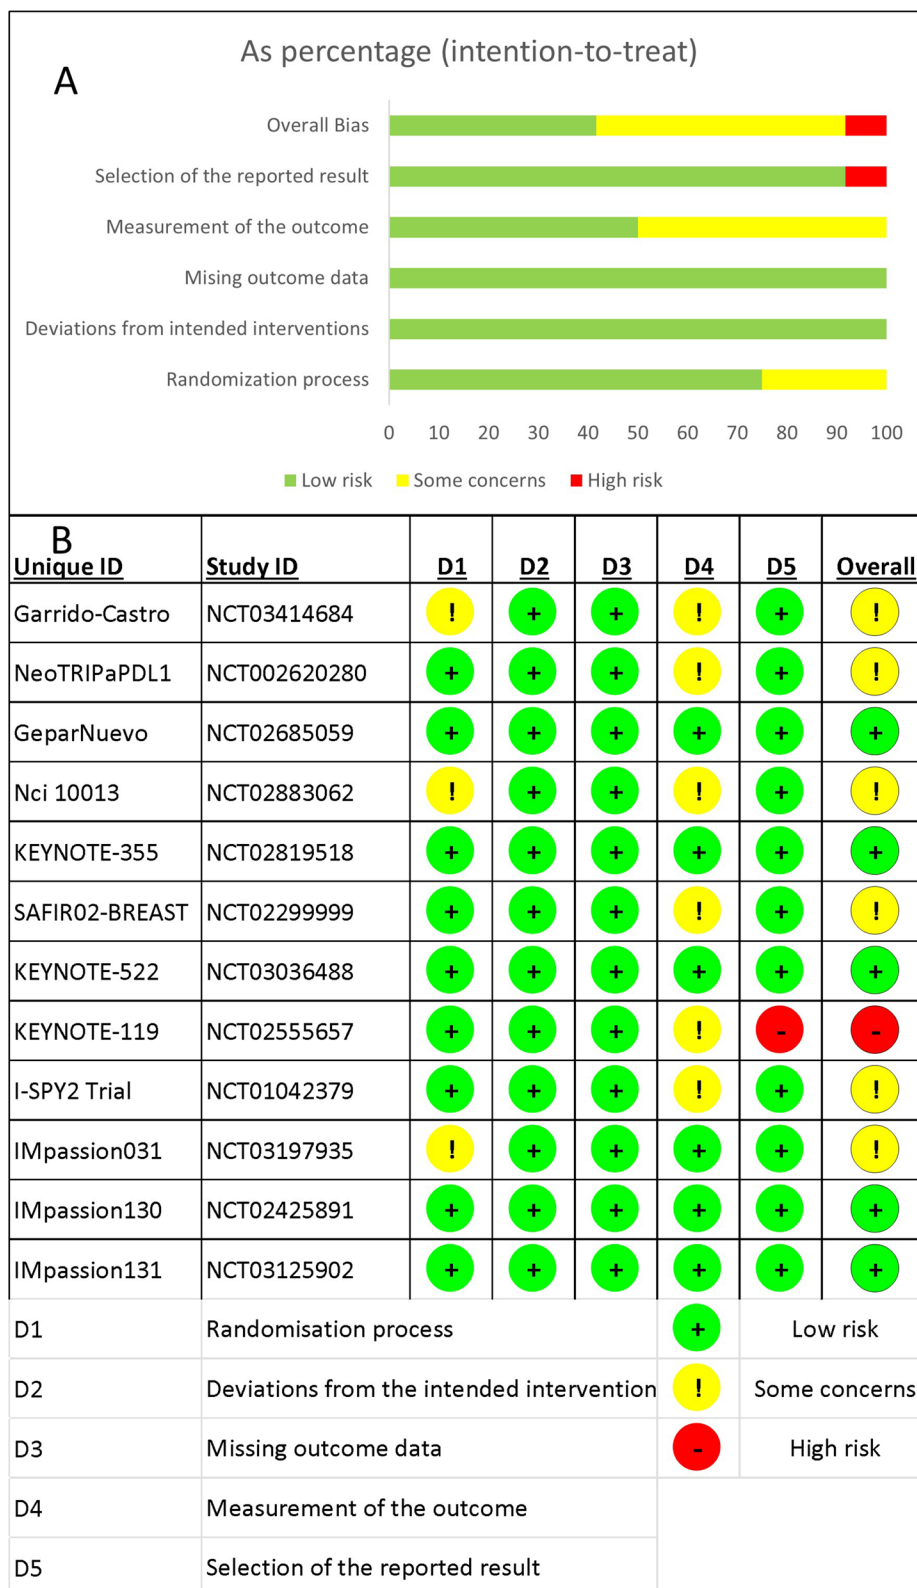 As percentage (intention-to-treat)
A
Overall Bias
Selection of the reported result
Measurement of the outcome
Mising outcome data
Deviations from intended interventions
Randomization process
0 10 20 30 40 50 60 70 80 90 100
Low risk Some concerns High risk
B
Unique ID Study ID D1 D2 D3 D4 D5 Overall
Garrido-Castro NCT03414684 ! + + ! + !
NeoTRIPaPDL1 NCT002620280 + + + ! + !
GeparNuevo NCT02685059 + + + + + +
Nci 10013 NCT02883062 ! + + ! + !
KEYNOTE-355 NCT02819518 + + + + + +
SAFIR02-BREAST NCT02299999 + + + ! + !
KEYNOTE-522 NCT03036488 + + + + + +
KEYNOTE-119 NCT02555657 + + + ! - -
I-SPY2 Trial NCT01042379 + + + ! + !
IMpassion031 NCT03197935 ! + + + + !
IMpassion130 NCT02425891 + + + + + +
IMpassion131 NCT03125902 + + + + + +
D1 Randomisation process + Low risk
D2 Deviations from the intended intervention ! Some concerns
D3 Missing outcome data - High risk
D4 Measurement of the outcome
D5 Selection of the reported result